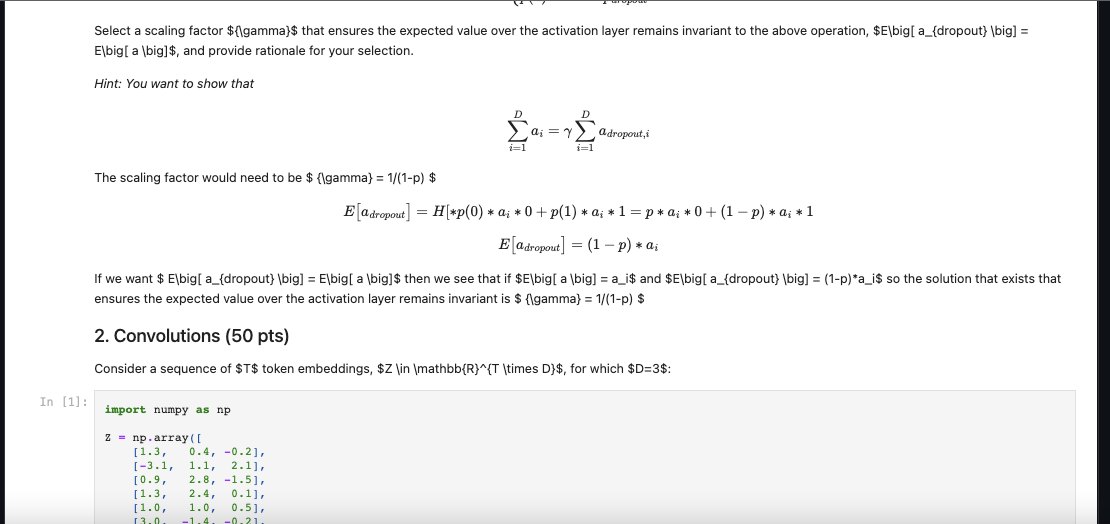 Select a scaling factor ${\gamma}$ that ensures the expected value over the activation layer remains invariant to the above operation, $E\big[ a_{dropout} \big] =
E\big[ a \big]$, and provide rationale for your selection.
Hint: You want to show that
\sum_{i=1}^{D} a_i = γ \sum_{i=1}^{D} a_{dropout,i}
The scaling factor would need to be $ {\gamma} = 1/(1-p) $
E[a_{dropout}] = H[*p(0) * a_i * 0 + p(1) * a_i * 1 = p * a_i * 0 + (1 − p) * a_i * 1
E[a_{dropout}] = (1 − p) * a_i
If we want $ E\big[ a_{dropout} \big] = E\big[ a \big]$ then we see that if $E\big[ a \big] = a_i$ and $E\big[ a_{dropout} \big] = (1-p)*a_i$ so the solution that exists that
ensures the expected value over the activation layer remains invariant is $ {\gamma} = 1/(1-p) $
2. Convolutions (50 pts)
Consider a sequence of $T$ token embeddings, $Z \in \mathbb{R}^{T \times D}$, for which $D=3$:
In [1]:
import numpy as np
Z = np.array([
[1.3, 0.4, -0.2],
[-3.1, 1.1, 2.1],
[0.9, 2.8, -1.5],
[1.3, 2.4, 0.1],
[1.0, 1.0, 0.5],
[3.0, -1.4, -0.2],